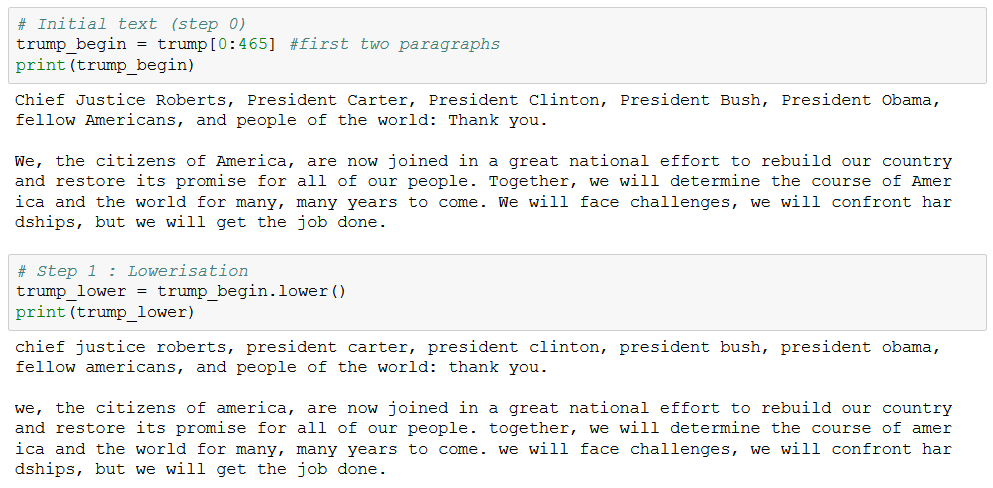 # Initial text (step 0)
trump_begin = trump[0:465] #first two paragraphs
print(trump_begin)
Chief Justice Roberts, President Carter, President Clinton, President Bush, President Obama,
fellow Americans, and people of the world: Thank you.
We, the citizens of America, are now joined in a great national effort to rebuild our country
and restore its promise for all of our people. Together, we will determine the course of Amer
ica and the world for many, many years to come. We will face challenges, we will confront har
dships, but we will get the job done.
# Step 1 : Lowerisation
trump_lower = trump_begin.lower()
print(trump_lower)
chief justice roberts, president carter, president clinton, president bush, president obama,
fellow americans, and people of the world: thank you.
we, the citizens of america, are now joined in a great national effort to rebuild our country
and restore its promise for all of our people. together, we will determine the course of amer
ica and the world for many, many years to come. we will face challenges, we will confront har
dships, but we will get the job done.